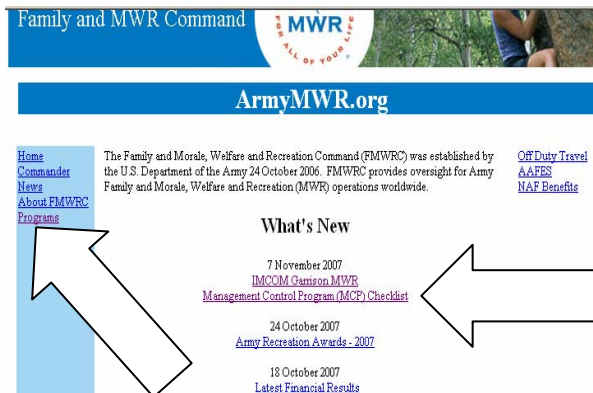 Family and MWR Command
MWR
FOR ALL OF YOUR LIFE
ArmyMWR.org
Home
Commander
News
About FMWRC
Programs
The Family and Morale, Welfare and Recreation Command (FMWRC) was established by
the U.S. Department of the Army 24 October 2006. FMWRC provides oversight for Army
Family and Morale, Welfare and Recreation (MWR) operations worldwide.
What's New
7 November 2007
IMCOM Garrison MWR
Management Control Program (MCP) Checklist
24 October 2007
Army Recreation Awards - 2007
18 October 2007
Latest Financial Results
Off Duty Travel
AAFES
NAF Benefits